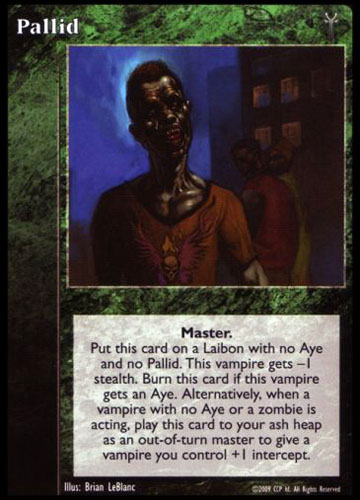 Pallid
Master.
Put this card on a Laibon with no Aye
and no Pallid. This vampire gets –1
stealth. Burn this card if this vampire
gets an Aye. Alternatively, when a
vampire with no Aye or a zombie is
acting, play this card to your ash heap
as an out-of-turn master to give a
vampire you control +1 intercept.
Illus: Brian LeBlanc
©2009 CCP hf. All Rights Reserved